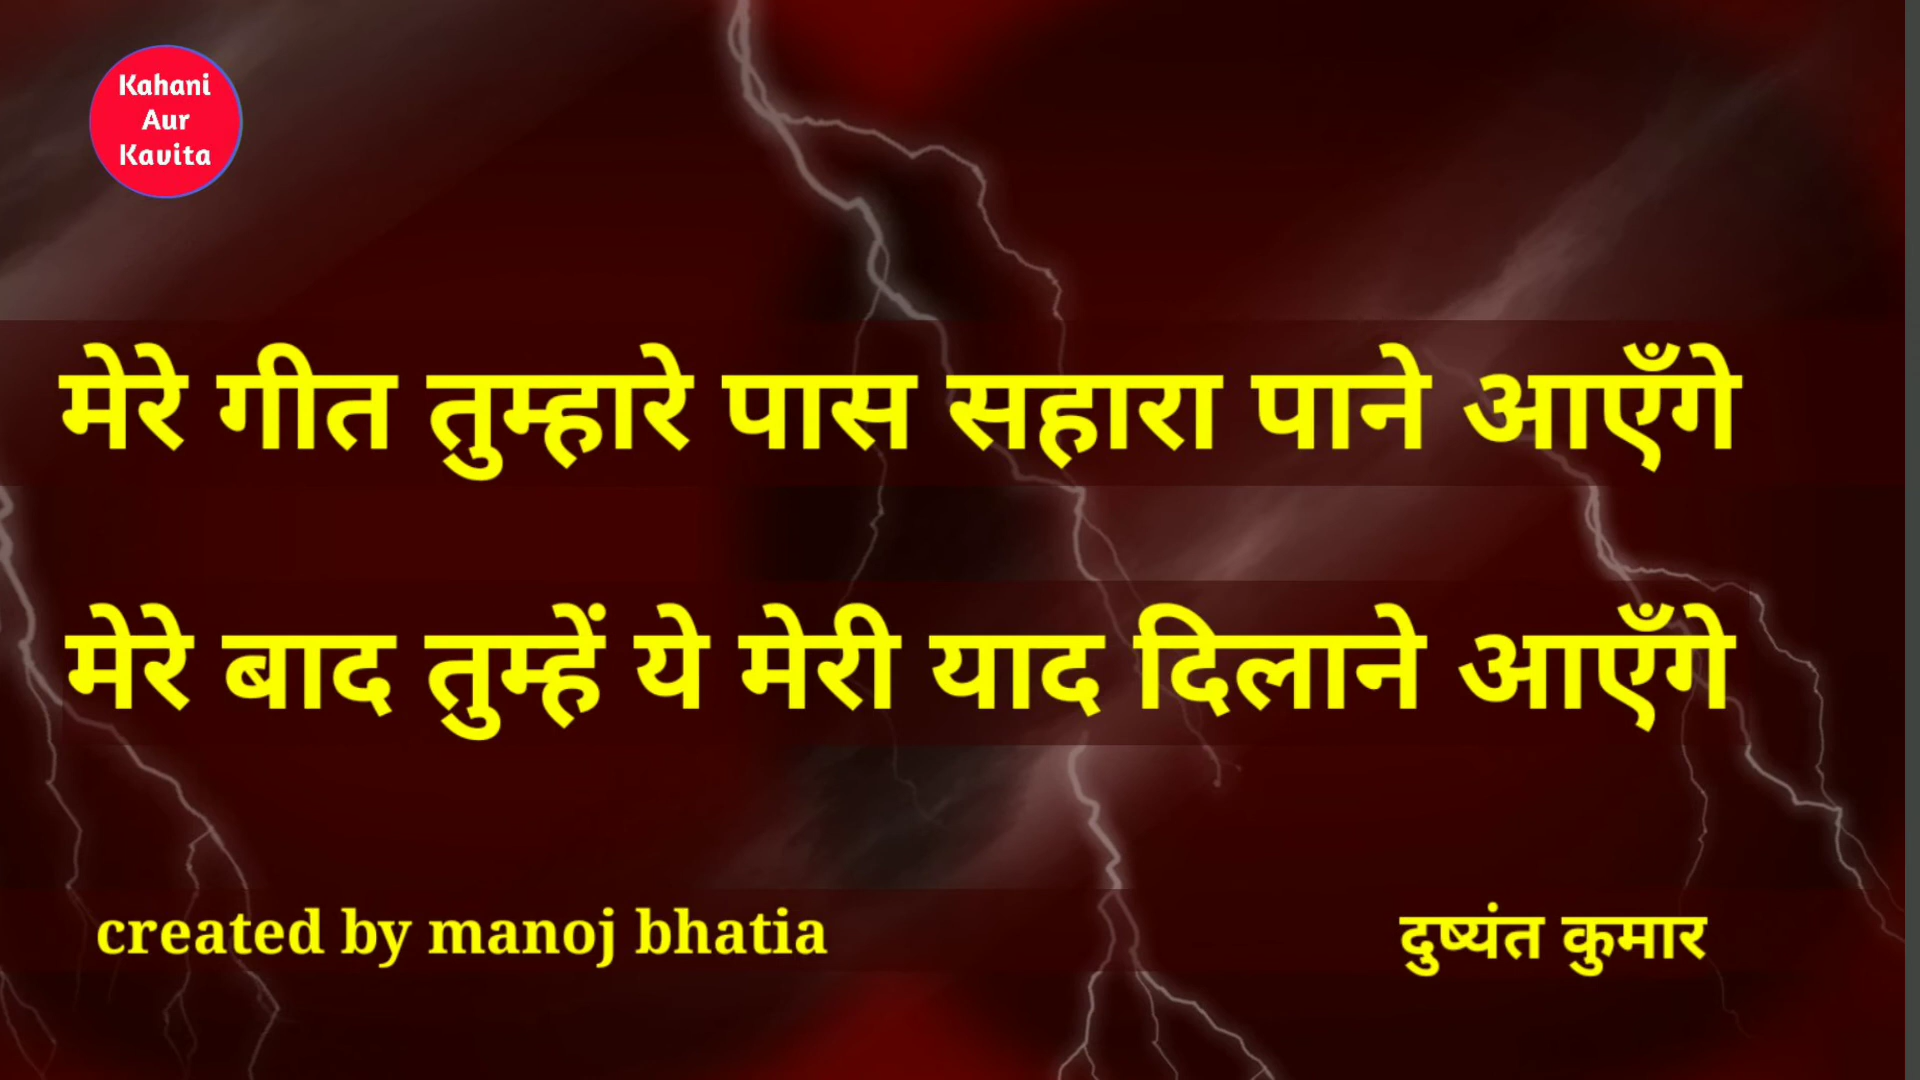 Kahani
Aur
Kavita
मेरे गीत तुम्हारे पास सहारा पाने आएँगे
मेरे बाद तुम्हें ये मेरी याद दिलाने आएँगे
created by manoj bhatia
दुष्यंत कुमार